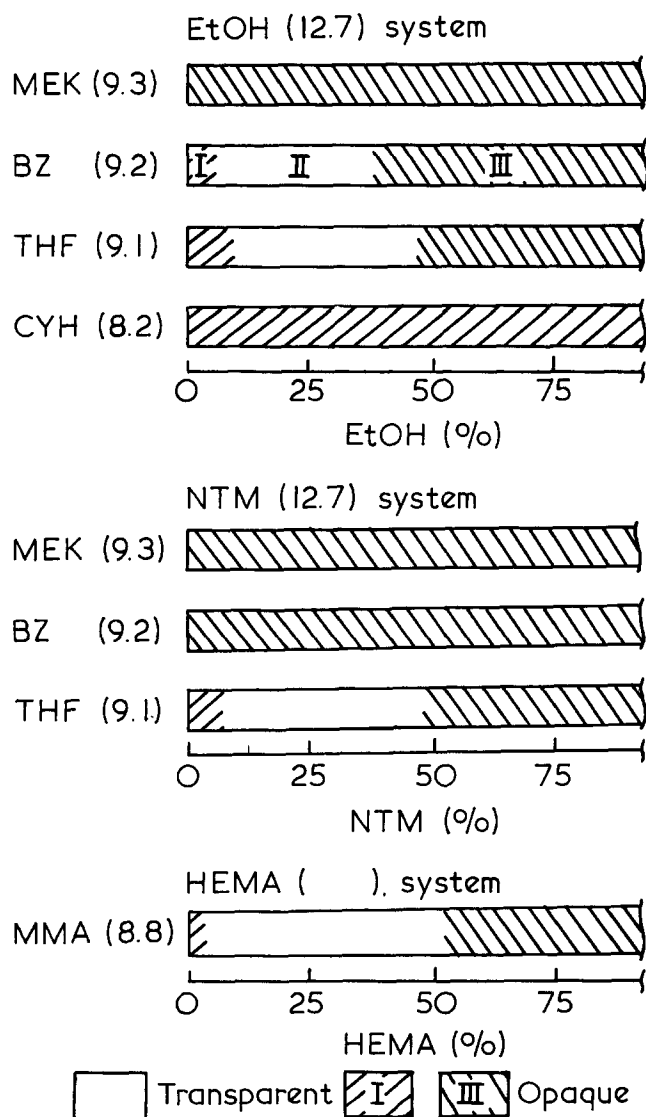 EtOH (12.7) system
MEK (9.3)
BZ (9.2) I II III
THF (9.1)
CYH (8.2)
0 25 50 75
EtOH (%)
NTM (12.7) system
MEK (9.3)
BZ (9.2)
THF (9.1)
0 25 50 75
NTM (%)
HEMA ( ). system
MMA (8.8)
0 25 50 75
HEMA (%)
Transparent I III Opaque